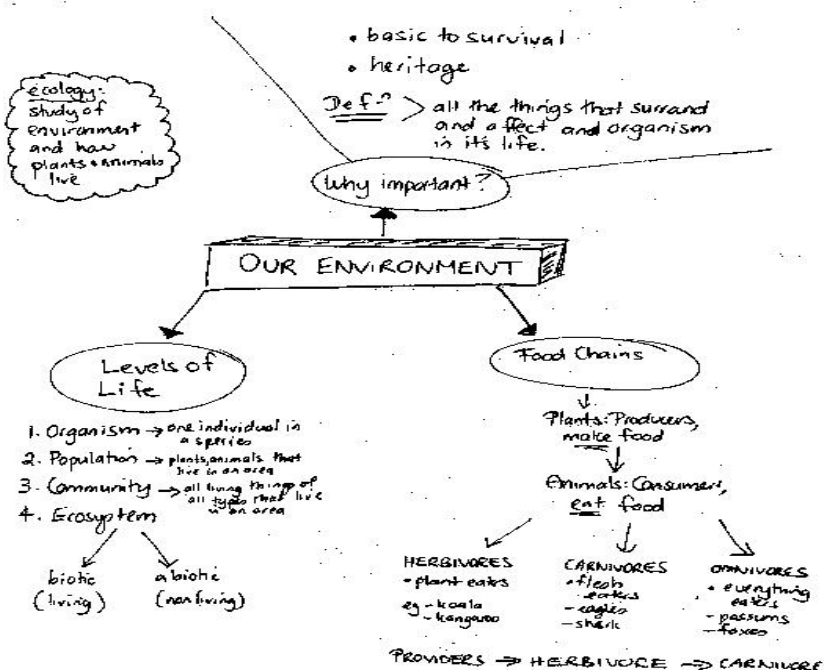 • basic to survival
• heritage
Def-n > all the things that surrand
and affect and organism
in it's life.
ecology:
study of
environment
and how
plants + animals
live
Why important?
OUR ENVIRONMENT
Levels of
Life
1. Organism → one individual in
a species
2. Population → plants, animals that
live in an area
3. Community → all living things of
all types that live
in an area
4. Ecosystem
biotic
(living)
abiotic
(nonliving)
Food Chains
Plants: Producers,
make food
Animals: Consumers,
eat food
HERBIVORES
• plant eaters
eg - koala
- kangaroo
CARNIVORES
• flesh
eaters
- eagles
- shark
OMNIVORES
• everything
eaters
- possums
- foxes
PROVIDERS → HERBIVORE → CARNIVORE